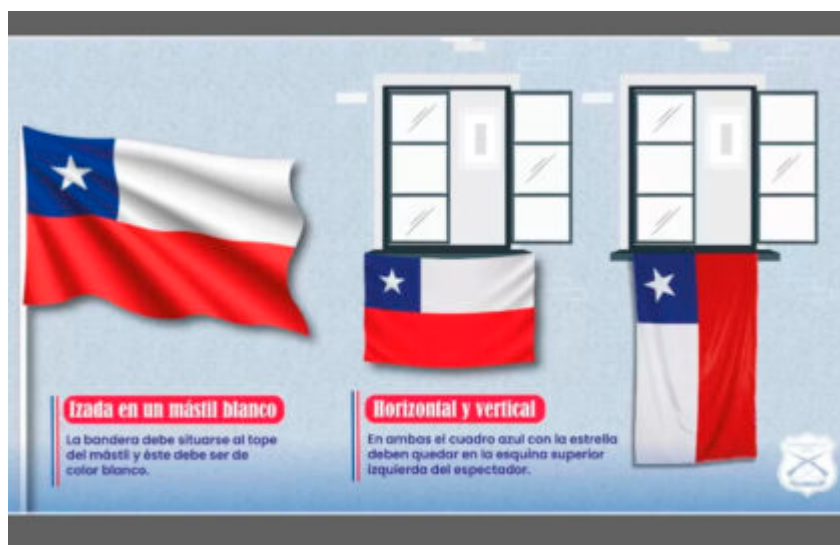 Izada en un mástil blanco
La bandera debe situarse al tope
del mástil y éste debe ser de
color blanco.
Horizontal y vertical
En ambas el cuadro azul con la estrella
deben quedar en la esquina superior
izquierda del espectador.